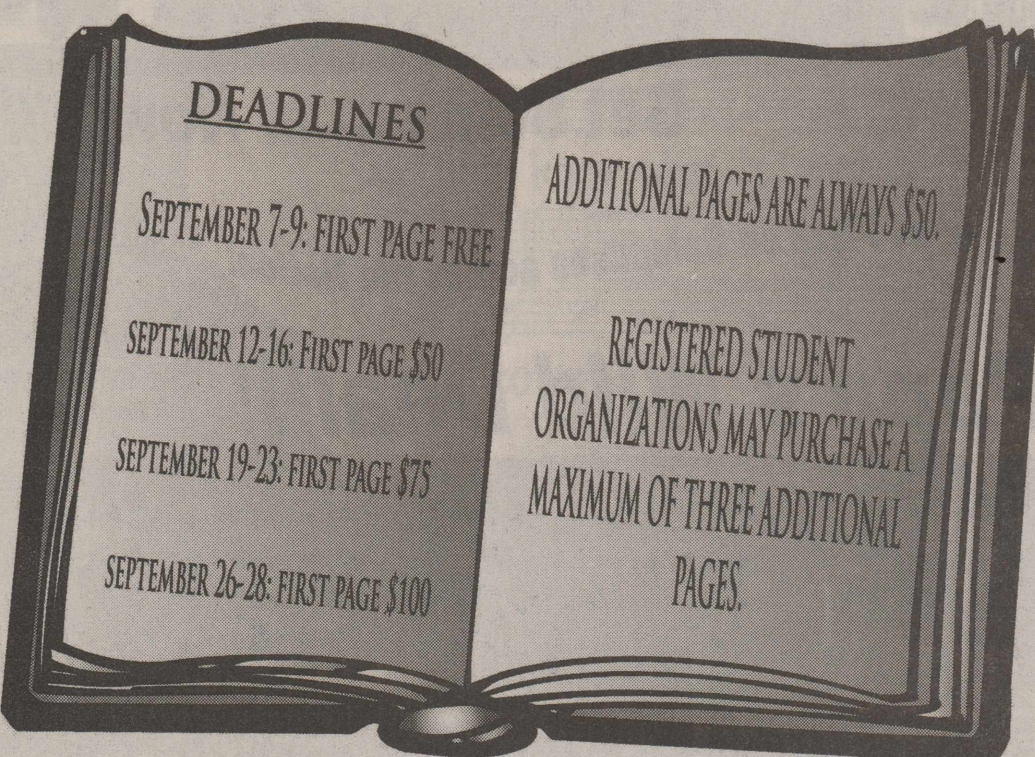 DEADLINES
SEPTEMBER 7-9: FIRST PAGE FREE
SEPTEMBER 12-16: FIRST PAGE $50
SEPTEMBER 19-23: FIRST PAGE $75
SEPTEMBER 26-28: FIRST PAGE $100
ADDITIONAL PAGES ARE ALWAYS $50.
REGISTERED STUDENT
ORGANIZATIONS MAY PURCHASE A
MAXIMUM OF THREE ADDITIONAL
PAGES.